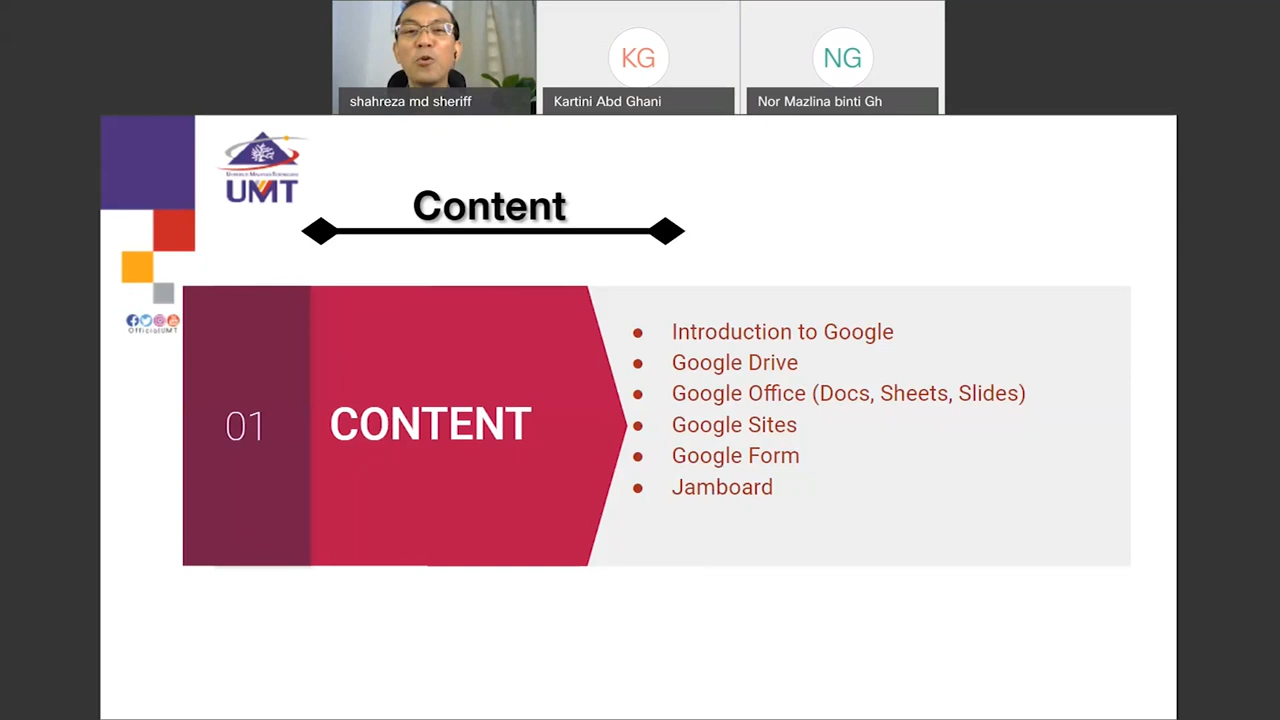 KG
NG
shahreza md sheriff
Kartini Abd Ghani
Nor Mazlina binti Gh
UMT
Content
OfficialUMT
01
CONTENT
Introduction to Google
Google Drive
Google Office (Docs, Sheets, Slides)
Google Sites
Google Form
Jamboard